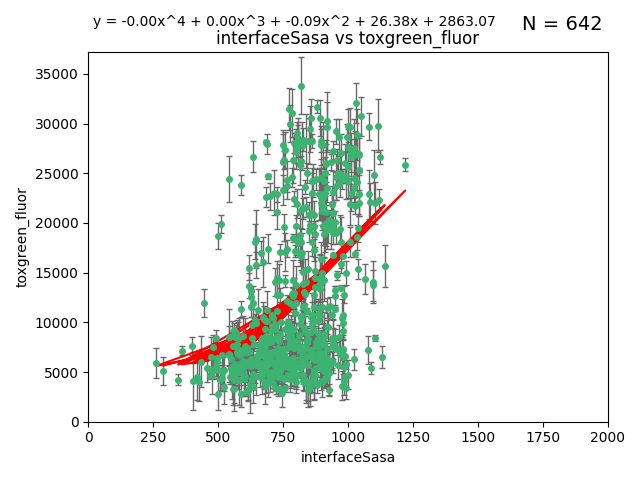 y = -0.00x^4 + 0.00x^3 + -0.09x^2 + 26.38x + 2863.07
N = 642
interfaceSasa vs toxgreen_fluor
35000
30000
25000
20000
15000
10000
5000
0
toxgreen_fluor
0 250 500 750 1000 1250 1500 1750 2000
interfaceSasa